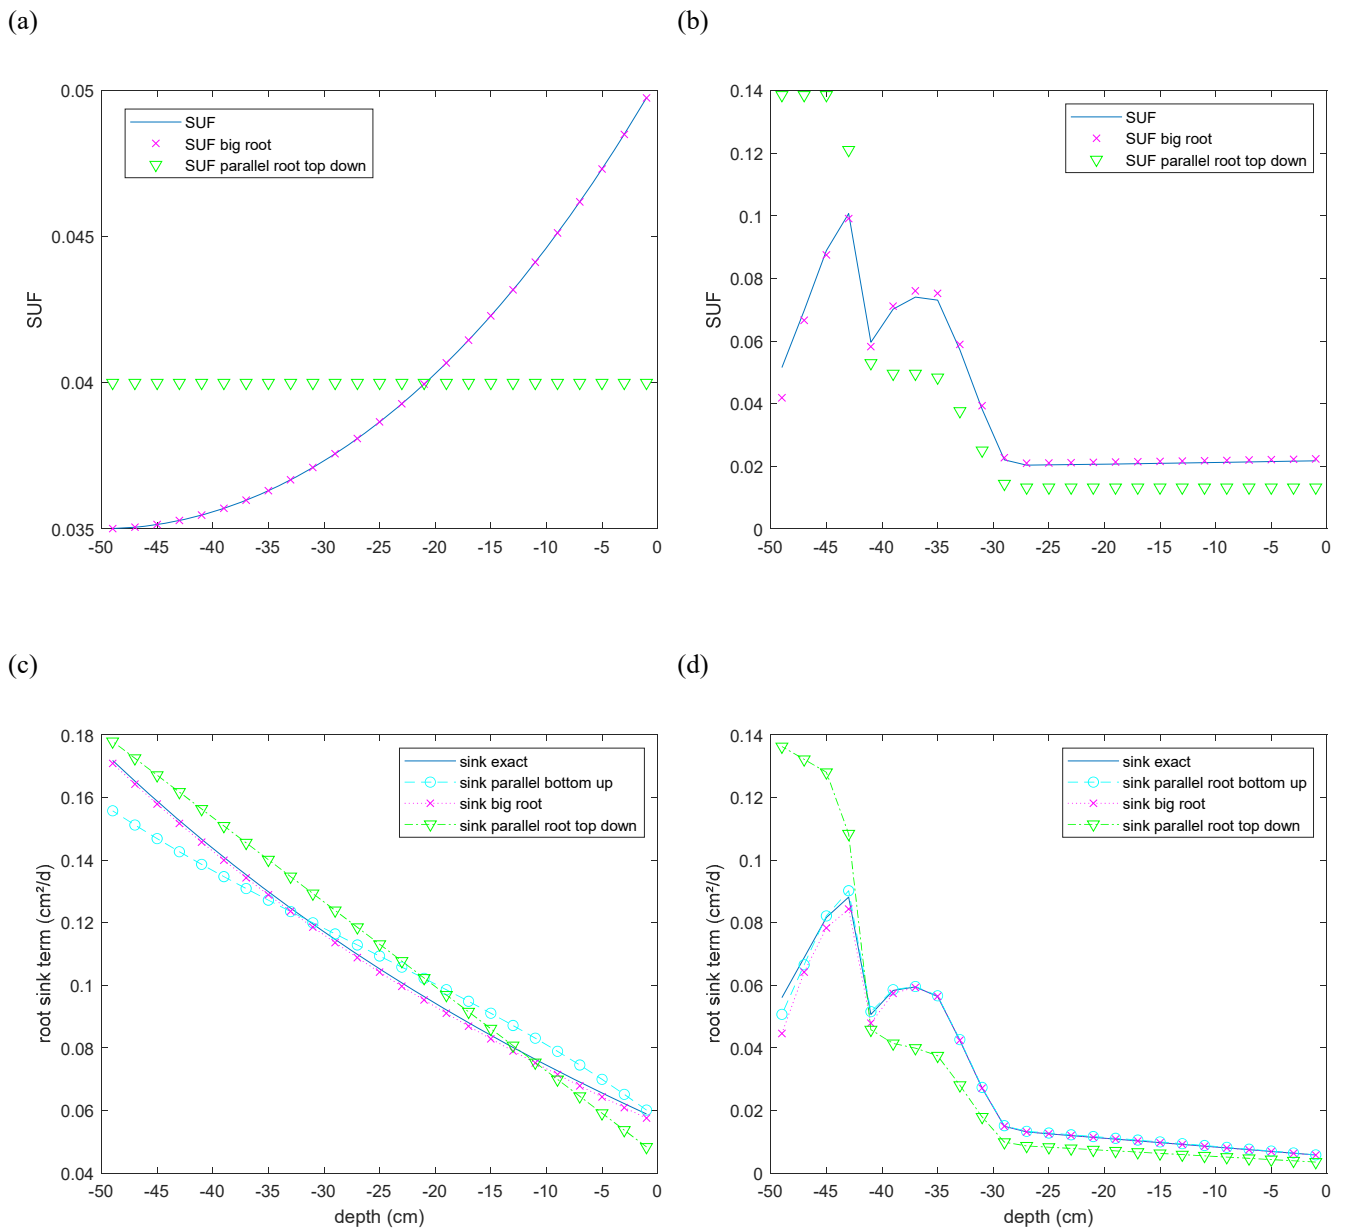 (a)
(b)
0.05
0.045
0.04
0.035
SUF
SUF
SUF big root
SUF parallel root top down
-50 -45 -40 -35 -30 -25 -20 -15 -10 -5 0
0.14
0.12
0.1
0.08
0.06
0.04
0.02
0
SUF
SUF
SUF big root
SUF parallel root top down
-50 -45 -40 -35 -30 -25 -20 -15 -10 -5 0
(c)
(d)
0.18
0.16
0.14
0.12
0.1
0.08
0.06
0.04
root sink term (cm²/d)
sink exact
sink parallel bottom up
sink big root
sink parallel root top down
-50 -45 -40 -35 -30 -25 -20 -15 -10 -5 0
depth (cm)
0.14
0.12
0.1
0.08
0.06
0.04
0.02
0
root sink term (cm²/d)
sink exact
sink parallel root bottom up
sink big root
sink parallel root top down
-50 -45 -40 -35 -30 -25 -20 -15 -10 -5 0
depth (cm)